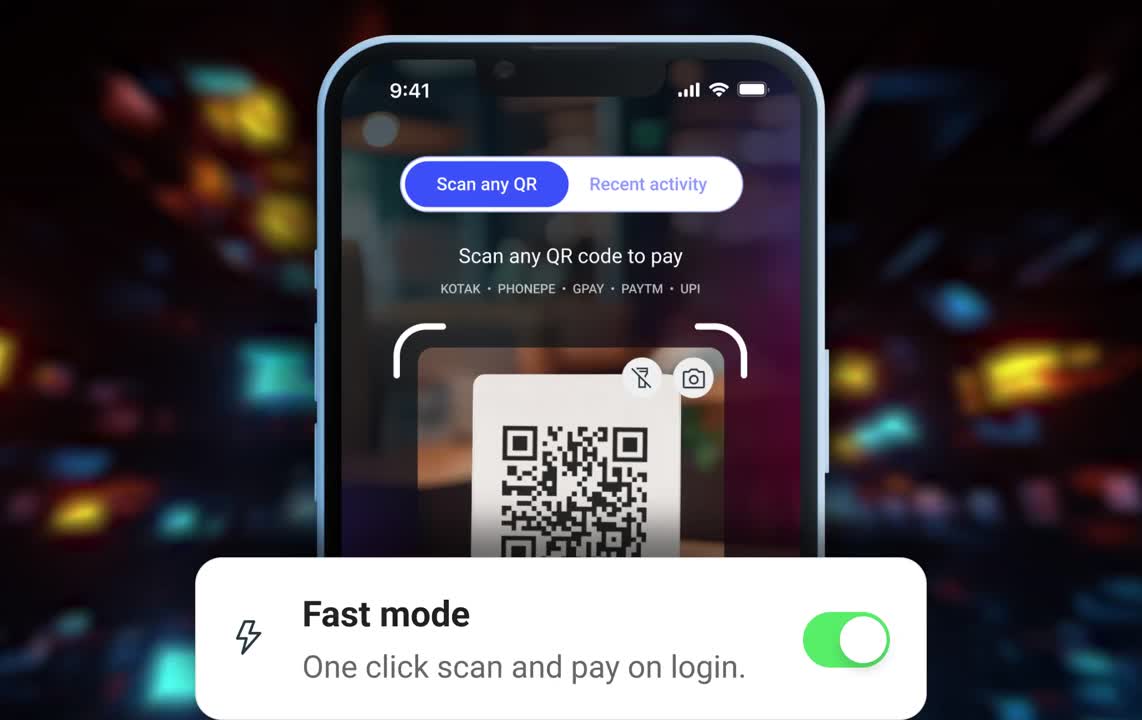 9:41
Scan any QR
Recent activity
Scan any QR code to pay
KOTAK • PHONEPE • GPAY • PAYTM • UPI
Fast mode
One click scan and pay on login.